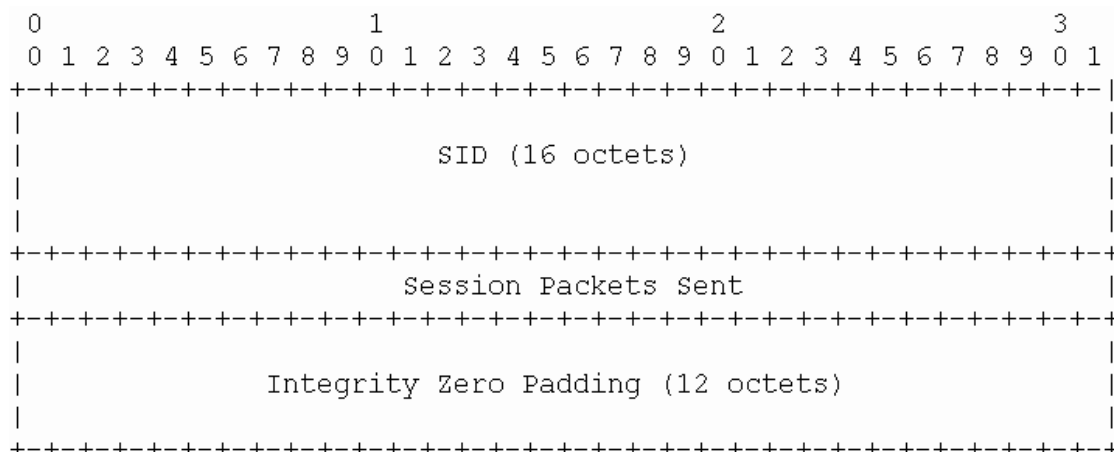 0                   1                   2                   3
0 1 2 3 4 5 6 7 8 9 0 1 2 3 4 5 6 7 8 9 0 1 2 3 4 5 6 7 8 9 0 1
SID (16 octets)
Session Packets Sent
Integrity Zero Padding (12 octets)